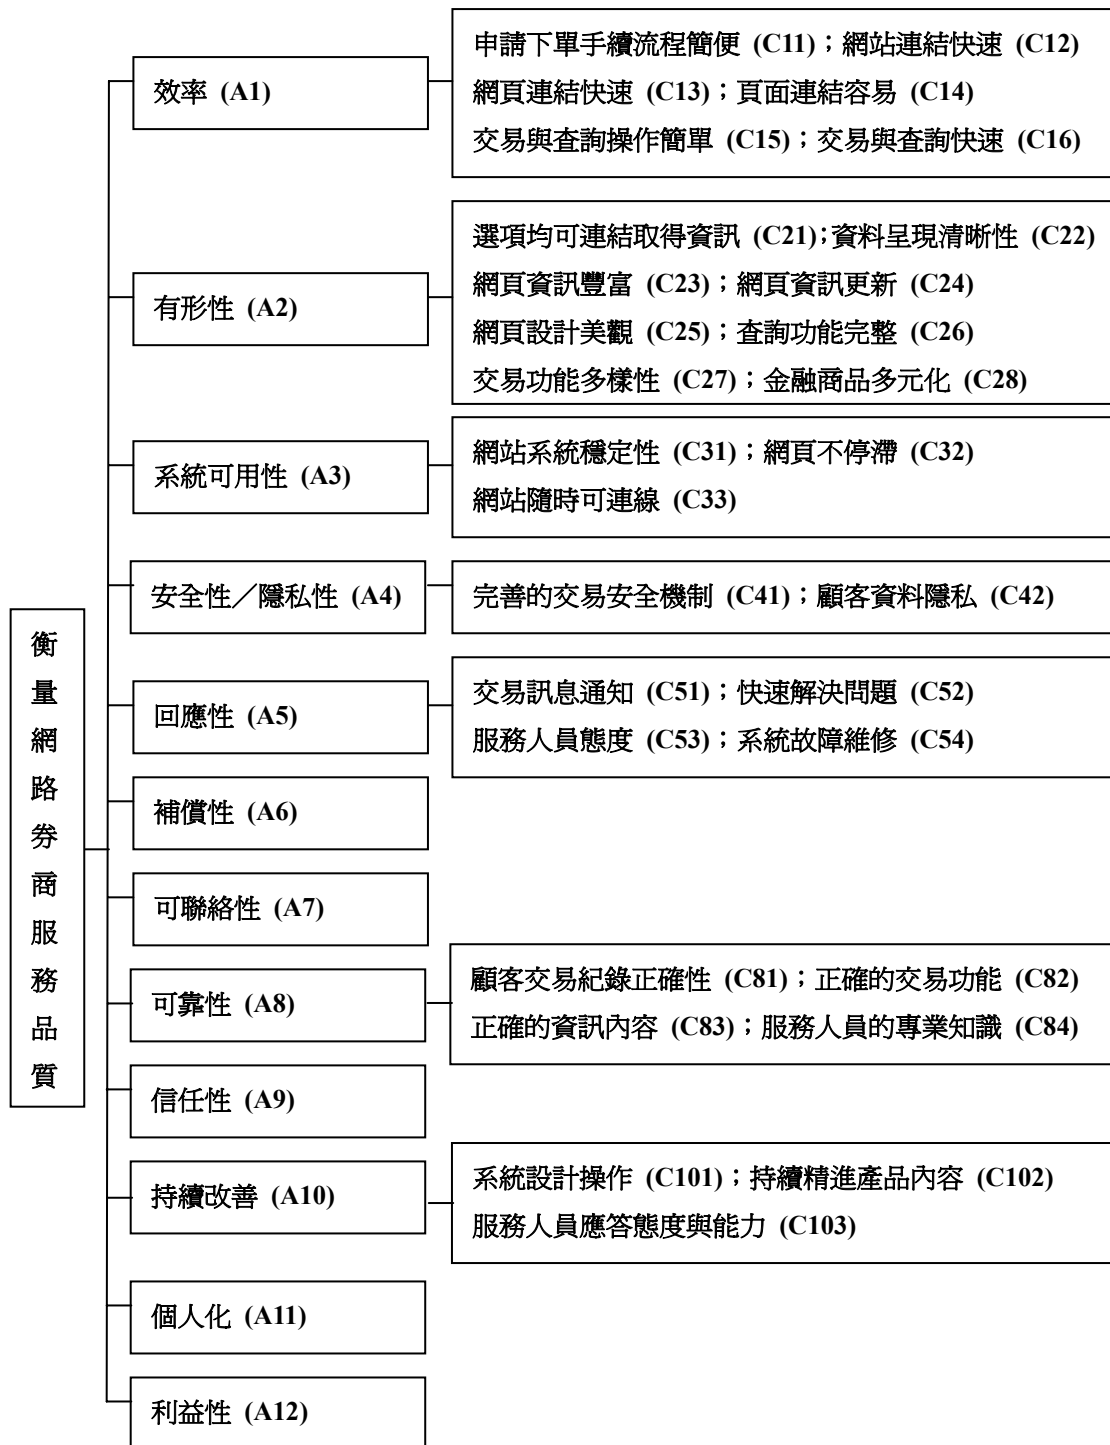 衡量網路券商服務品質
效率 (A1)
申請下單手續流程簡便 (C11)；網站連結快速 (C12)
網頁連結快速 (C13)；頁面連結容易 (C14)
交易與查詢操作簡單 (C15)；交易與查詢快速 (C16)
有形性 (A2)
選項均可連結取得資訊 (C21);資料呈現清晰性 (C22)
網頁資訊豐富 (C23)；網頁資訊更新 (C24)
網頁設計美觀 (C25)；查詢功能完整 (C26)
交易功能多樣性 (C27)；金融商品多元化 (C28)
系統可用性 (A3)
網站系統穩定性 (C31)；網頁不停滯 (C32)
網站隨時可連線 (C33)
安全性／隱私性 (A4)
完善的交易安全機制 (C41)；顧客資料隱私 (C42)
回應性 (A5)
交易訊息通知 (C51)；快速解決問題 (C52)
服務人員態度 (C53)；系統故障維修 (C54)
補償性 (A6)
可聯絡性 (A7)
可靠性 (A8)
顧客交易紀錄正確性 (C81)；正確的交易功能 (C82)
正確的資訊內容 (C83)；服務人員的專業知識 (C84)
信任性 (A9)
持續改善 (A10)
系統設計操作 (C101)；持續精進產品內容 (C102)
服務人員應答態度與能力 (C103)
個人化 (A11)
利益性 (A12)